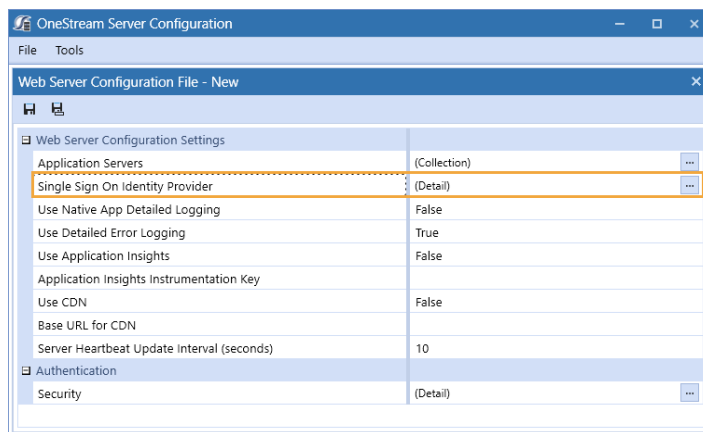 OneStream Server Configuration
File Tools
Web Server Configuration File - New
Web Server Configuration Settings
Application Servers (Collection) ...
Single Sign On Identity Provider (Detail) ...
Use Native App Detailed Logging False
Use Detailed Error Logging True
Use Application Insights False
Application Insights Instrumentation Key
Use CDN False
Base URL for CDN
Server Heartbeat Update Interval (seconds) 10
Authentication
Security (Detail) ...